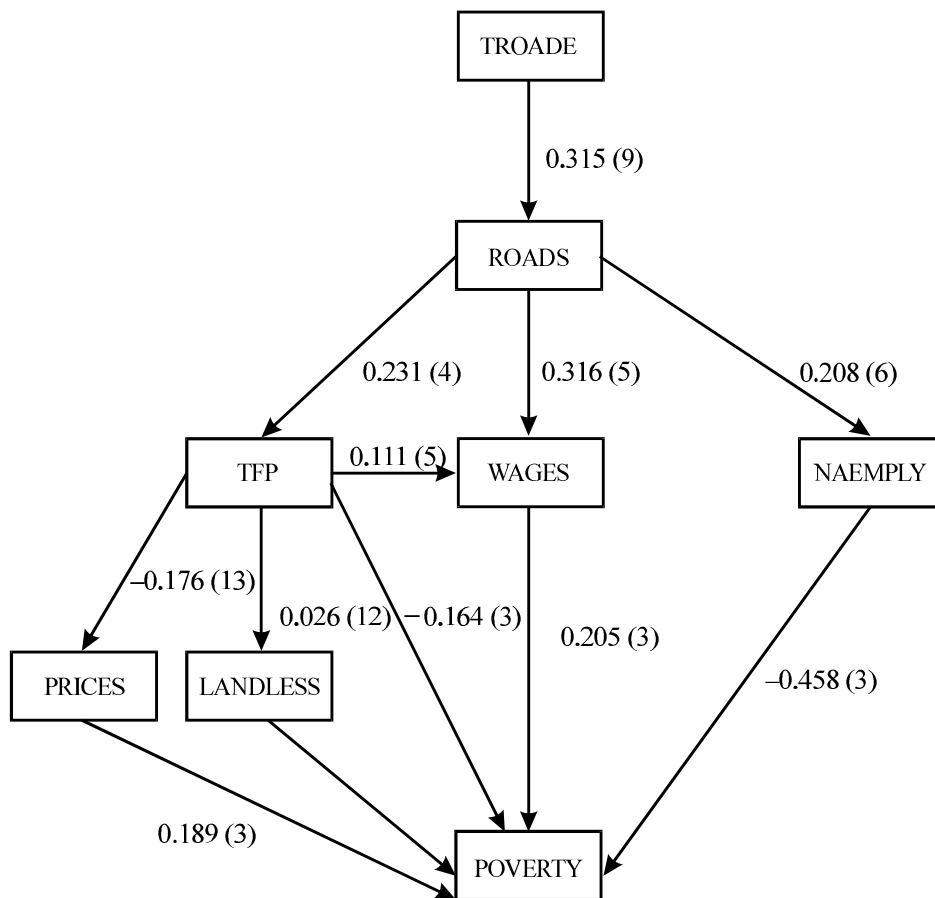 TROADE
0.315 (9)
ROADS
0.231 (4)
0.316 (5)
0.208 (6)
TFP
0.111 (5)
WAGES
NAEMPLY
–0.176 (13)
0.026 (12)
–0.164 (3)
0.205 (3)
–0.458 (3)
PRICES
LANDLESS
0.189 (3)
POVERTY